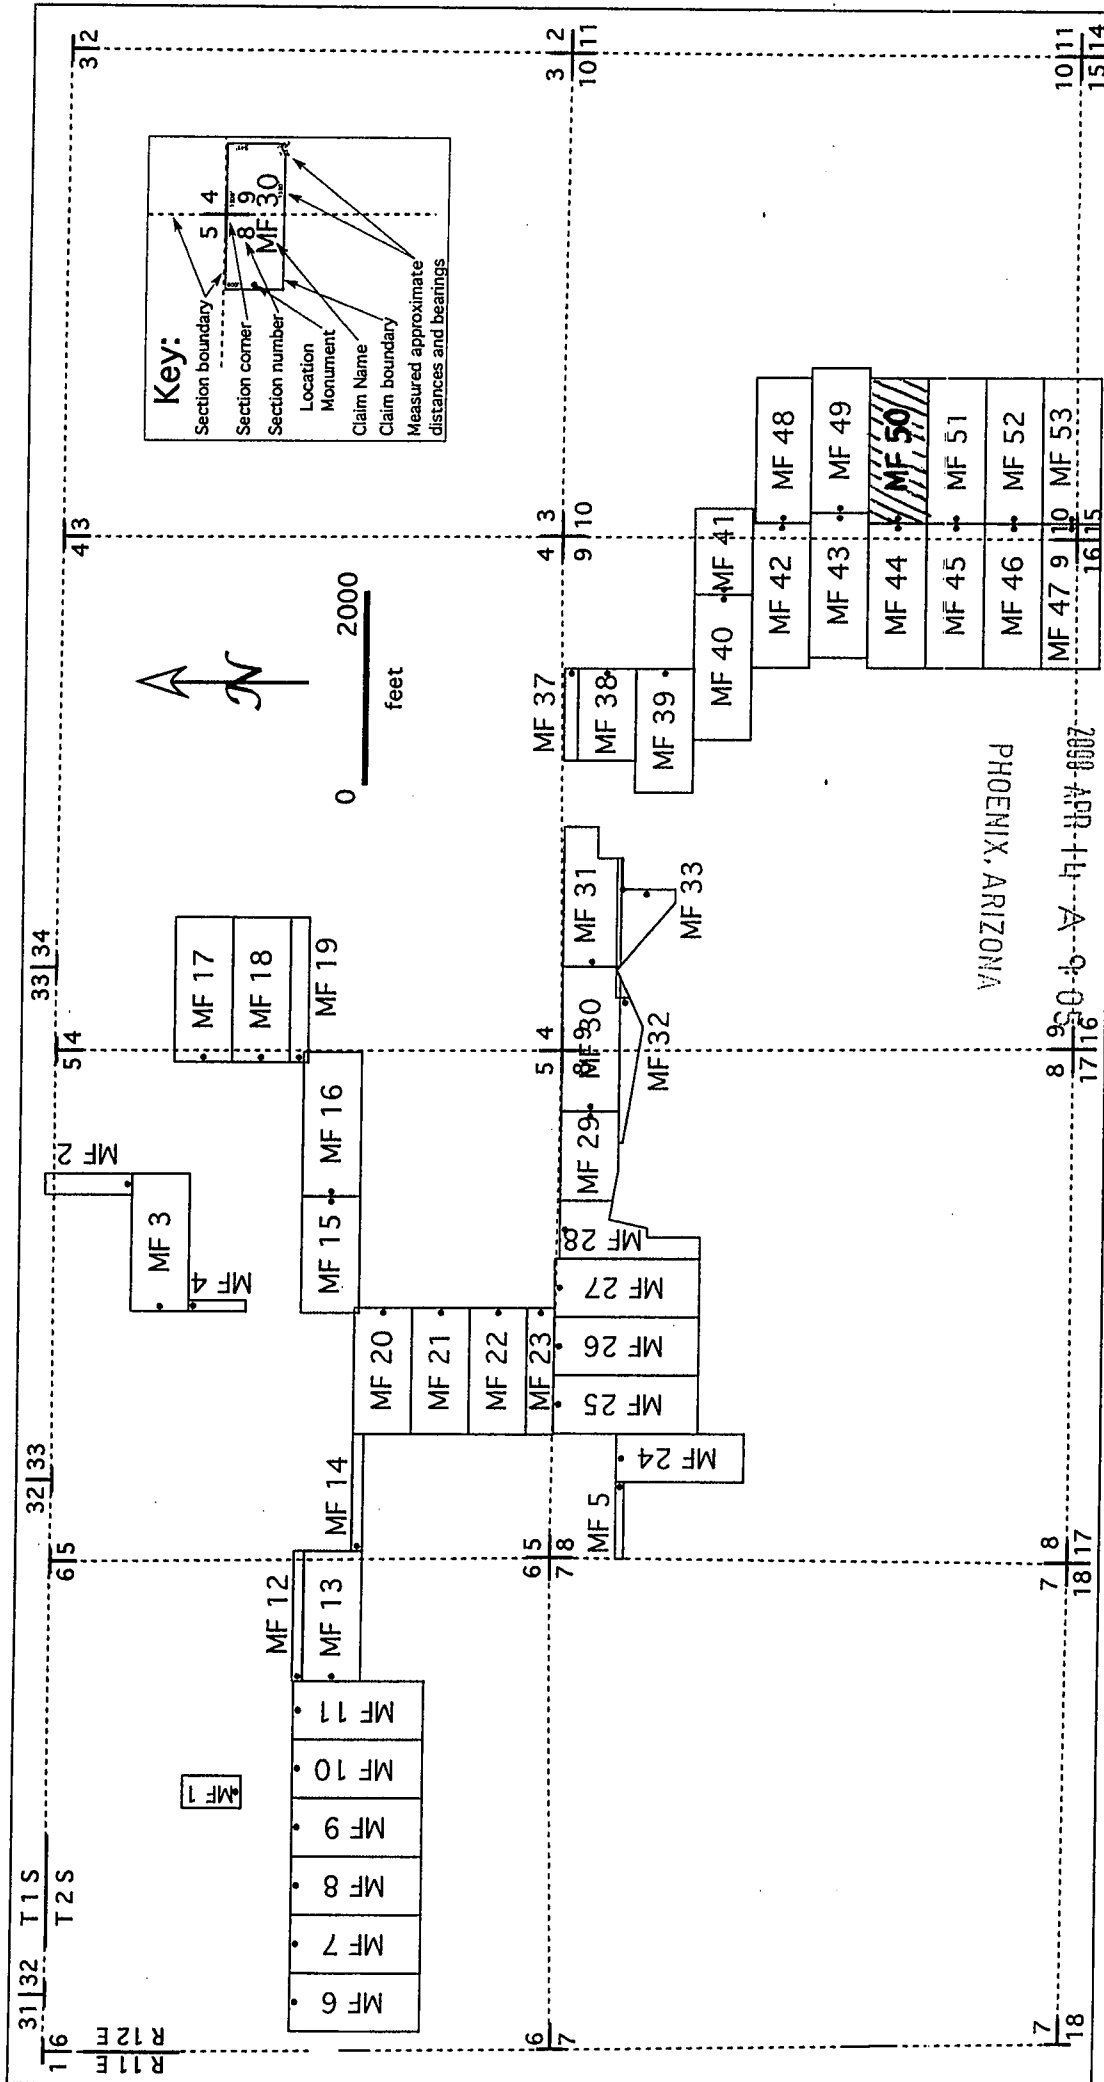 31|32
T1S
T2S
32|33
33|34
1
6
R11E
R12E
6
5
5
4
4
3
3
2
MF 1
MF 2
MF 3
MF 4
MF 17
MF 18
MF 19
MF 12
MF 13
MF 14
MF 15
MF 16
MF 6
MF 7
MF 8
MF 9
MF 10
MF 11
MF 20
MF 21
MF 22
MF 23
0
2000
feet
N
Key:
Section boundary
Section corner
Section number
Location
Monument
Claim Name
Claim boundary
Measured approximate
distances and bearings
5
4
8
9
MF 30
6
7
6
5
7
8
5
4
8
9
4
3
9
10
3
2
10
11
MF 5
MF 24
MF 25
MF 26
MF 27
MF 28
MF 29
MF 30
MF 31
MF 32
MF 33
MF 37
MF 38
MF 39
MF 40
MF 41
MF 42
MF 48
MF 43
MF 49
MF 44
MF 50
MF 45
MF 51
MF 46
MF 52
MF 47
MF 53
PHOENIX, ARIZONA
2000 APR 14 A 9:05
7
18
7
8
18
17
8
9
17
16
9
10
16
15
10
11
15
14